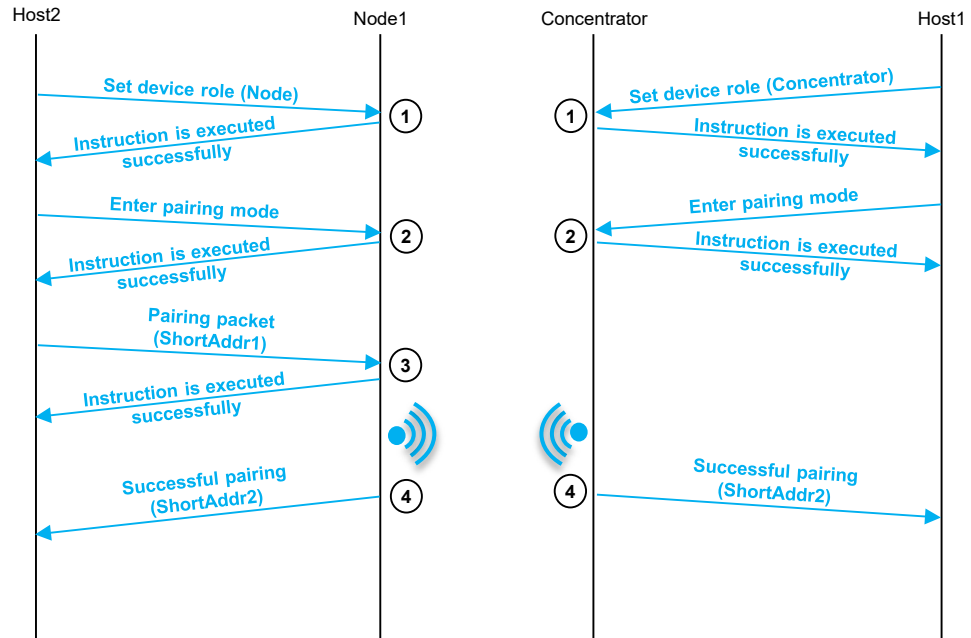 Host2
Node1
Concentrator
Host1
Set device role (Node)
1
1
Set device role (Concentrator)
Instruction is executed
successfully
Instruction is executed
successfully
Enter pairing mode
2
2
Enter pairing mode
Instruction is executed
successfully
Instruction is executed
successfully
Pairing packet
(ShortAddr1)
3
Instruction is executed
successfully
Successful pairing
(ShortAddr2)
4
4
Successful pairing
(ShortAddr2)